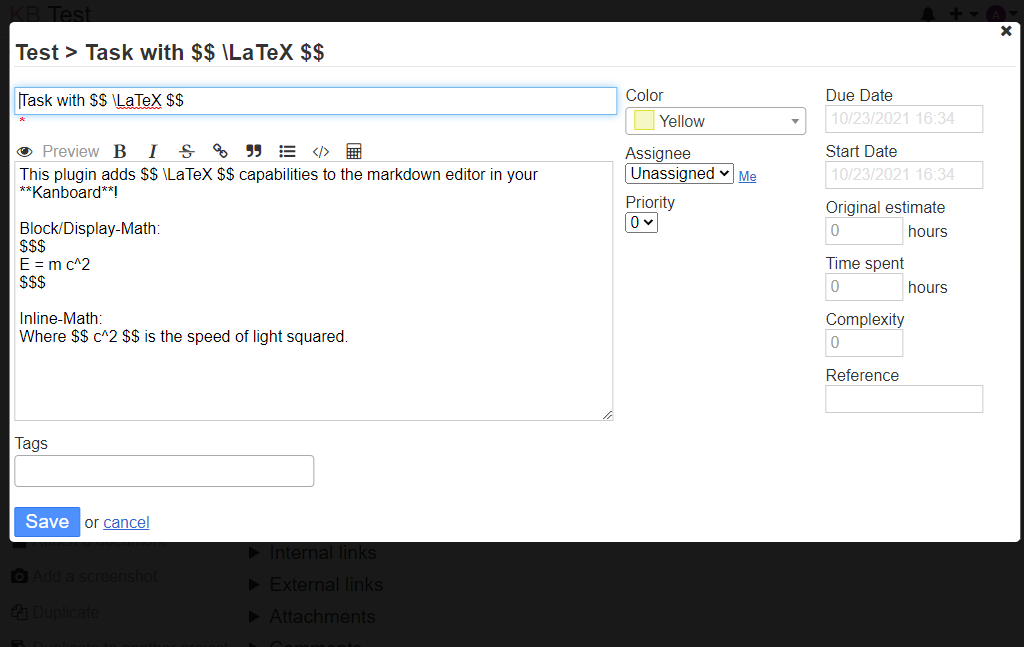 KB Test
A
Test > Task with $$ \LaTeX $$
Task with $$ \LaTeX $$
*
Preview B I S </>
This plugin adds $$ \LaTeX $$ capabilities to the markdown editor in your
**Kanboard**!
Block/Display-Math:
$$$
E = m c^2
$$$
Inline-Math:
Where $$ c^2 $$ is the speed of light squared.
Tags
Save or cancel
Color
Yellow
Assignee
Unassigned Me
Priority
0
Due Date
10/23/2021 16:34
Start Date
10/23/2021 16:34
Original estimate
0 hours
Time spent
0 hours
Complexity
0
Reference
Internal links
Add a screenshot
External links
Duplicate
Attachments
Comments